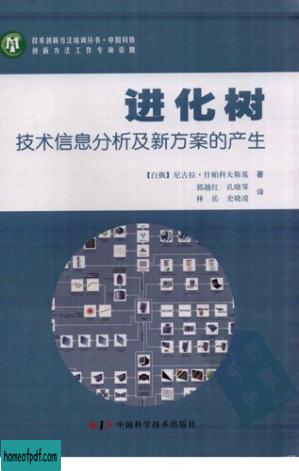 技术创新方法培训丛书·中国科协
创新方法工作专项资助
进化树
技术信息分析及新方案的产生
【白俄】尼古拉·什帕科夫斯基 著
郭越红 孔晓琴 译
林岳 史晓凌
中国科学技术出版社
homeofpdf.com